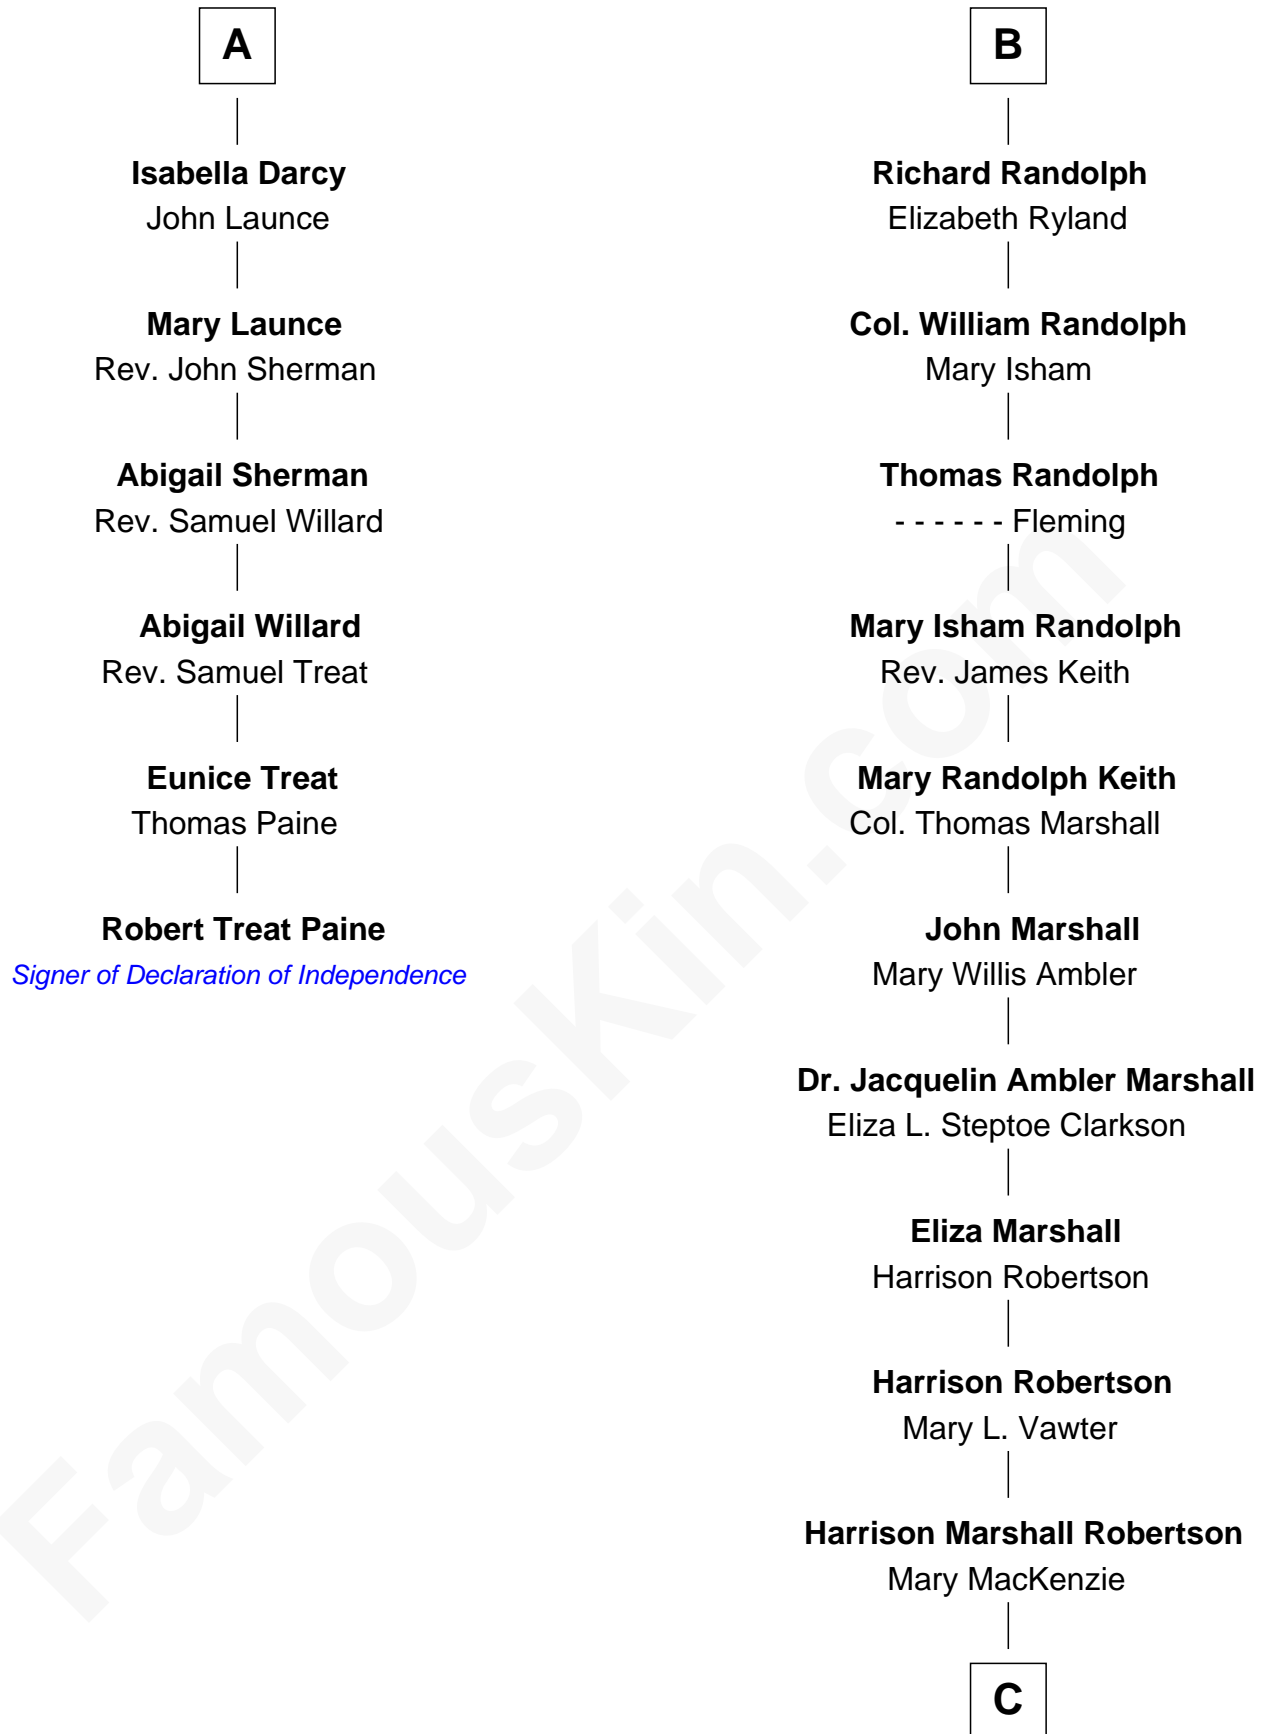 A
Isabella Darcy
John Launce
Mary Launce
Rev. John Sherman
Abigail Sherman
Rev. Samuel Willard
Abigail Willard
Rev. Samuel Treat
Eunice Treat
Thomas Paine
Robert Treat Paine
Signer of Declaration of Independence
B
Richard Randolph
Elizabeth Ryland
Col. William Randolph
Mary Isham
Thomas Randolph
- - - - - - Fleming
Mary Isham Randolph
Rev. James Keith
Mary Randolph Keith
Col. Thomas Marshall
John Marshall
Mary Willis Ambler
Dr. Jacquelin Ambler Marshall
Eliza L. Steptoe Clarkson
Eliza Marshall
Harrison Robertson
Harrison Robertson
Mary L. Vawter
Harrison Marshall Robertson
Mary MacKenzie
C
FamousKin.com